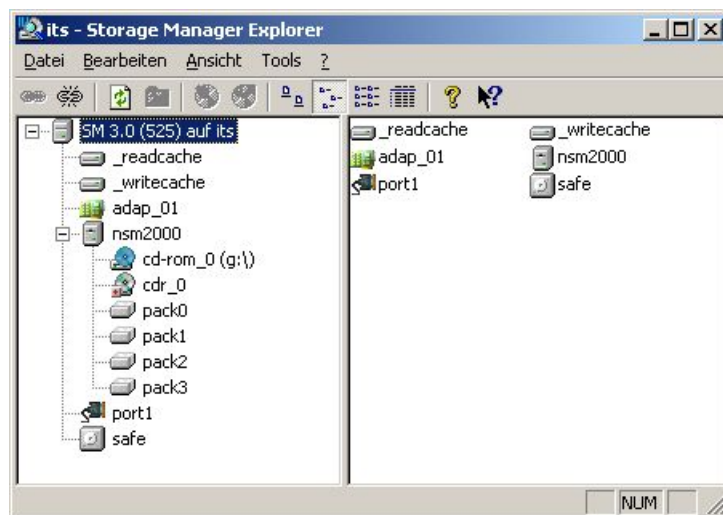 its - Storage Manager Explorer
Datei Bearbeiten Ansicht Tools ?
SM 3.0 (525) auf its
_readcache
_writecache
adap_01
nsm2000
cd-rom_0 (g:\)
cdr_0
pack0
pack1
pack2
pack3
port1
safe
_readcache _writecache
adap_01 nsm2000
port1 safe
NUM